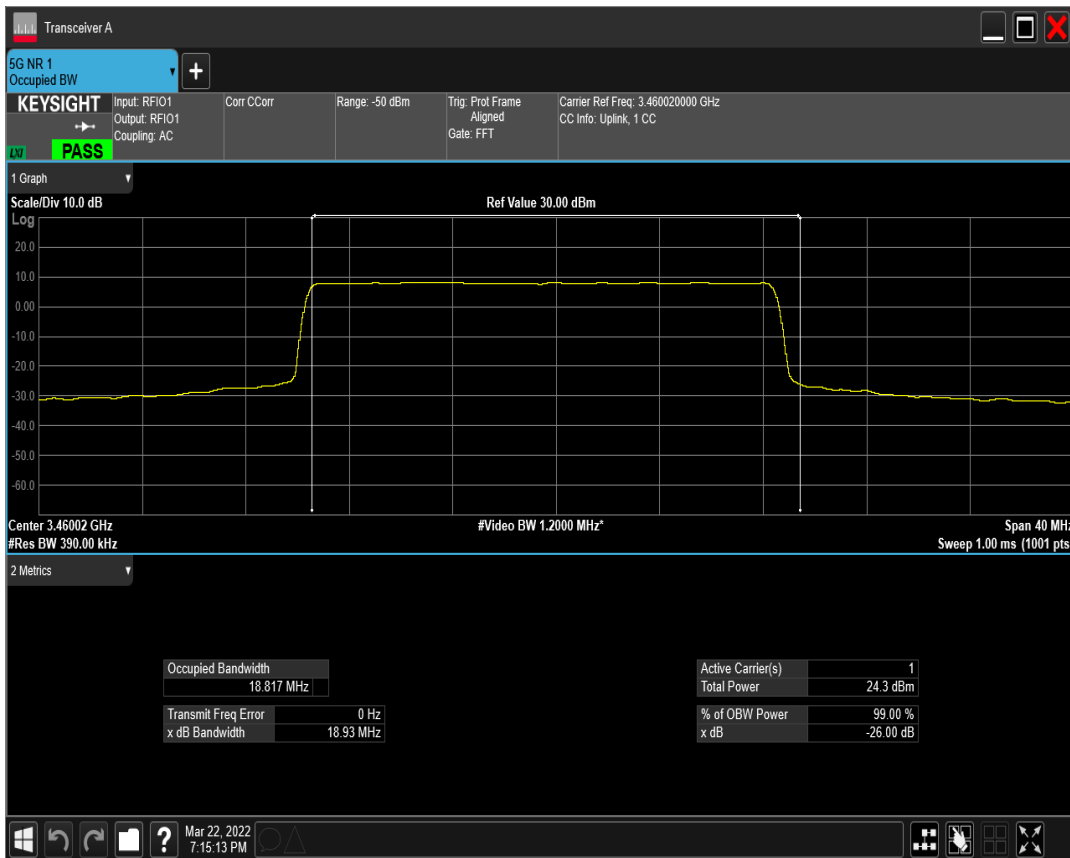 Transceiver A
5G NR 1
Occupied BW
KEYSIGHT
LXI
PASS
Input: RFIO1
Output: RFIO1
Coupling: AC
Corr CCorr
Range: -50 dBm
Trig: Prot Frame
Aligned
Gate: FFT
Carrier Ref Freq: 3.460020000 GHz
CC Info: Uplink, 1 CC
1 Graph
Scale/Div 10.0 dB
Ref Value 30.00 dBm
Log
20.0
10.0
0.00
-10.0
-20.0
-30.0
-40.0
-50.0
-60.0
Center 3.46002 GHz
#Video BW 1.2000 MHz*
Span 40 MHz
#Res BW 390.00 kHz
Sweep 1.00 ms (1001 pts
2 Metrics
Occupied Bandwidth
18.817 MHz
Transmit Freq Error 0 Hz
x dB Bandwidth 18.93 MHz
Active Carrier(s) 1
Total Power 24.3 dBm
% of OBW Power 99.00 %
x dB -26.00 dB
?
Mar 22, 2022
7:15:13 PM